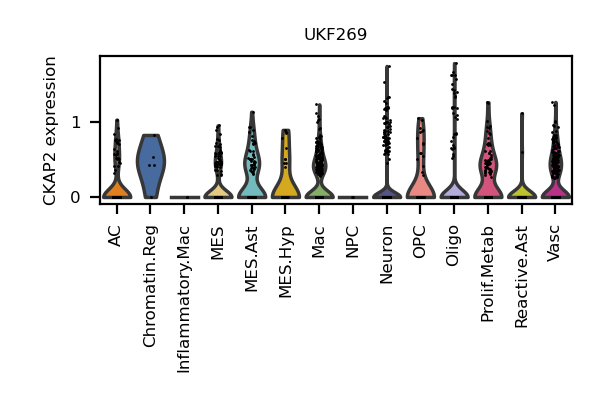 UKF269
CKAP2 expression
1
0
AC
Chromatin.Reg
Inflammatory.Mac
MES
MES.Ast
MES.Hyp
Mac
NPC
Neuron
OPC
Oligo
Prolif.Metab
Reactive.Ast
Vasc